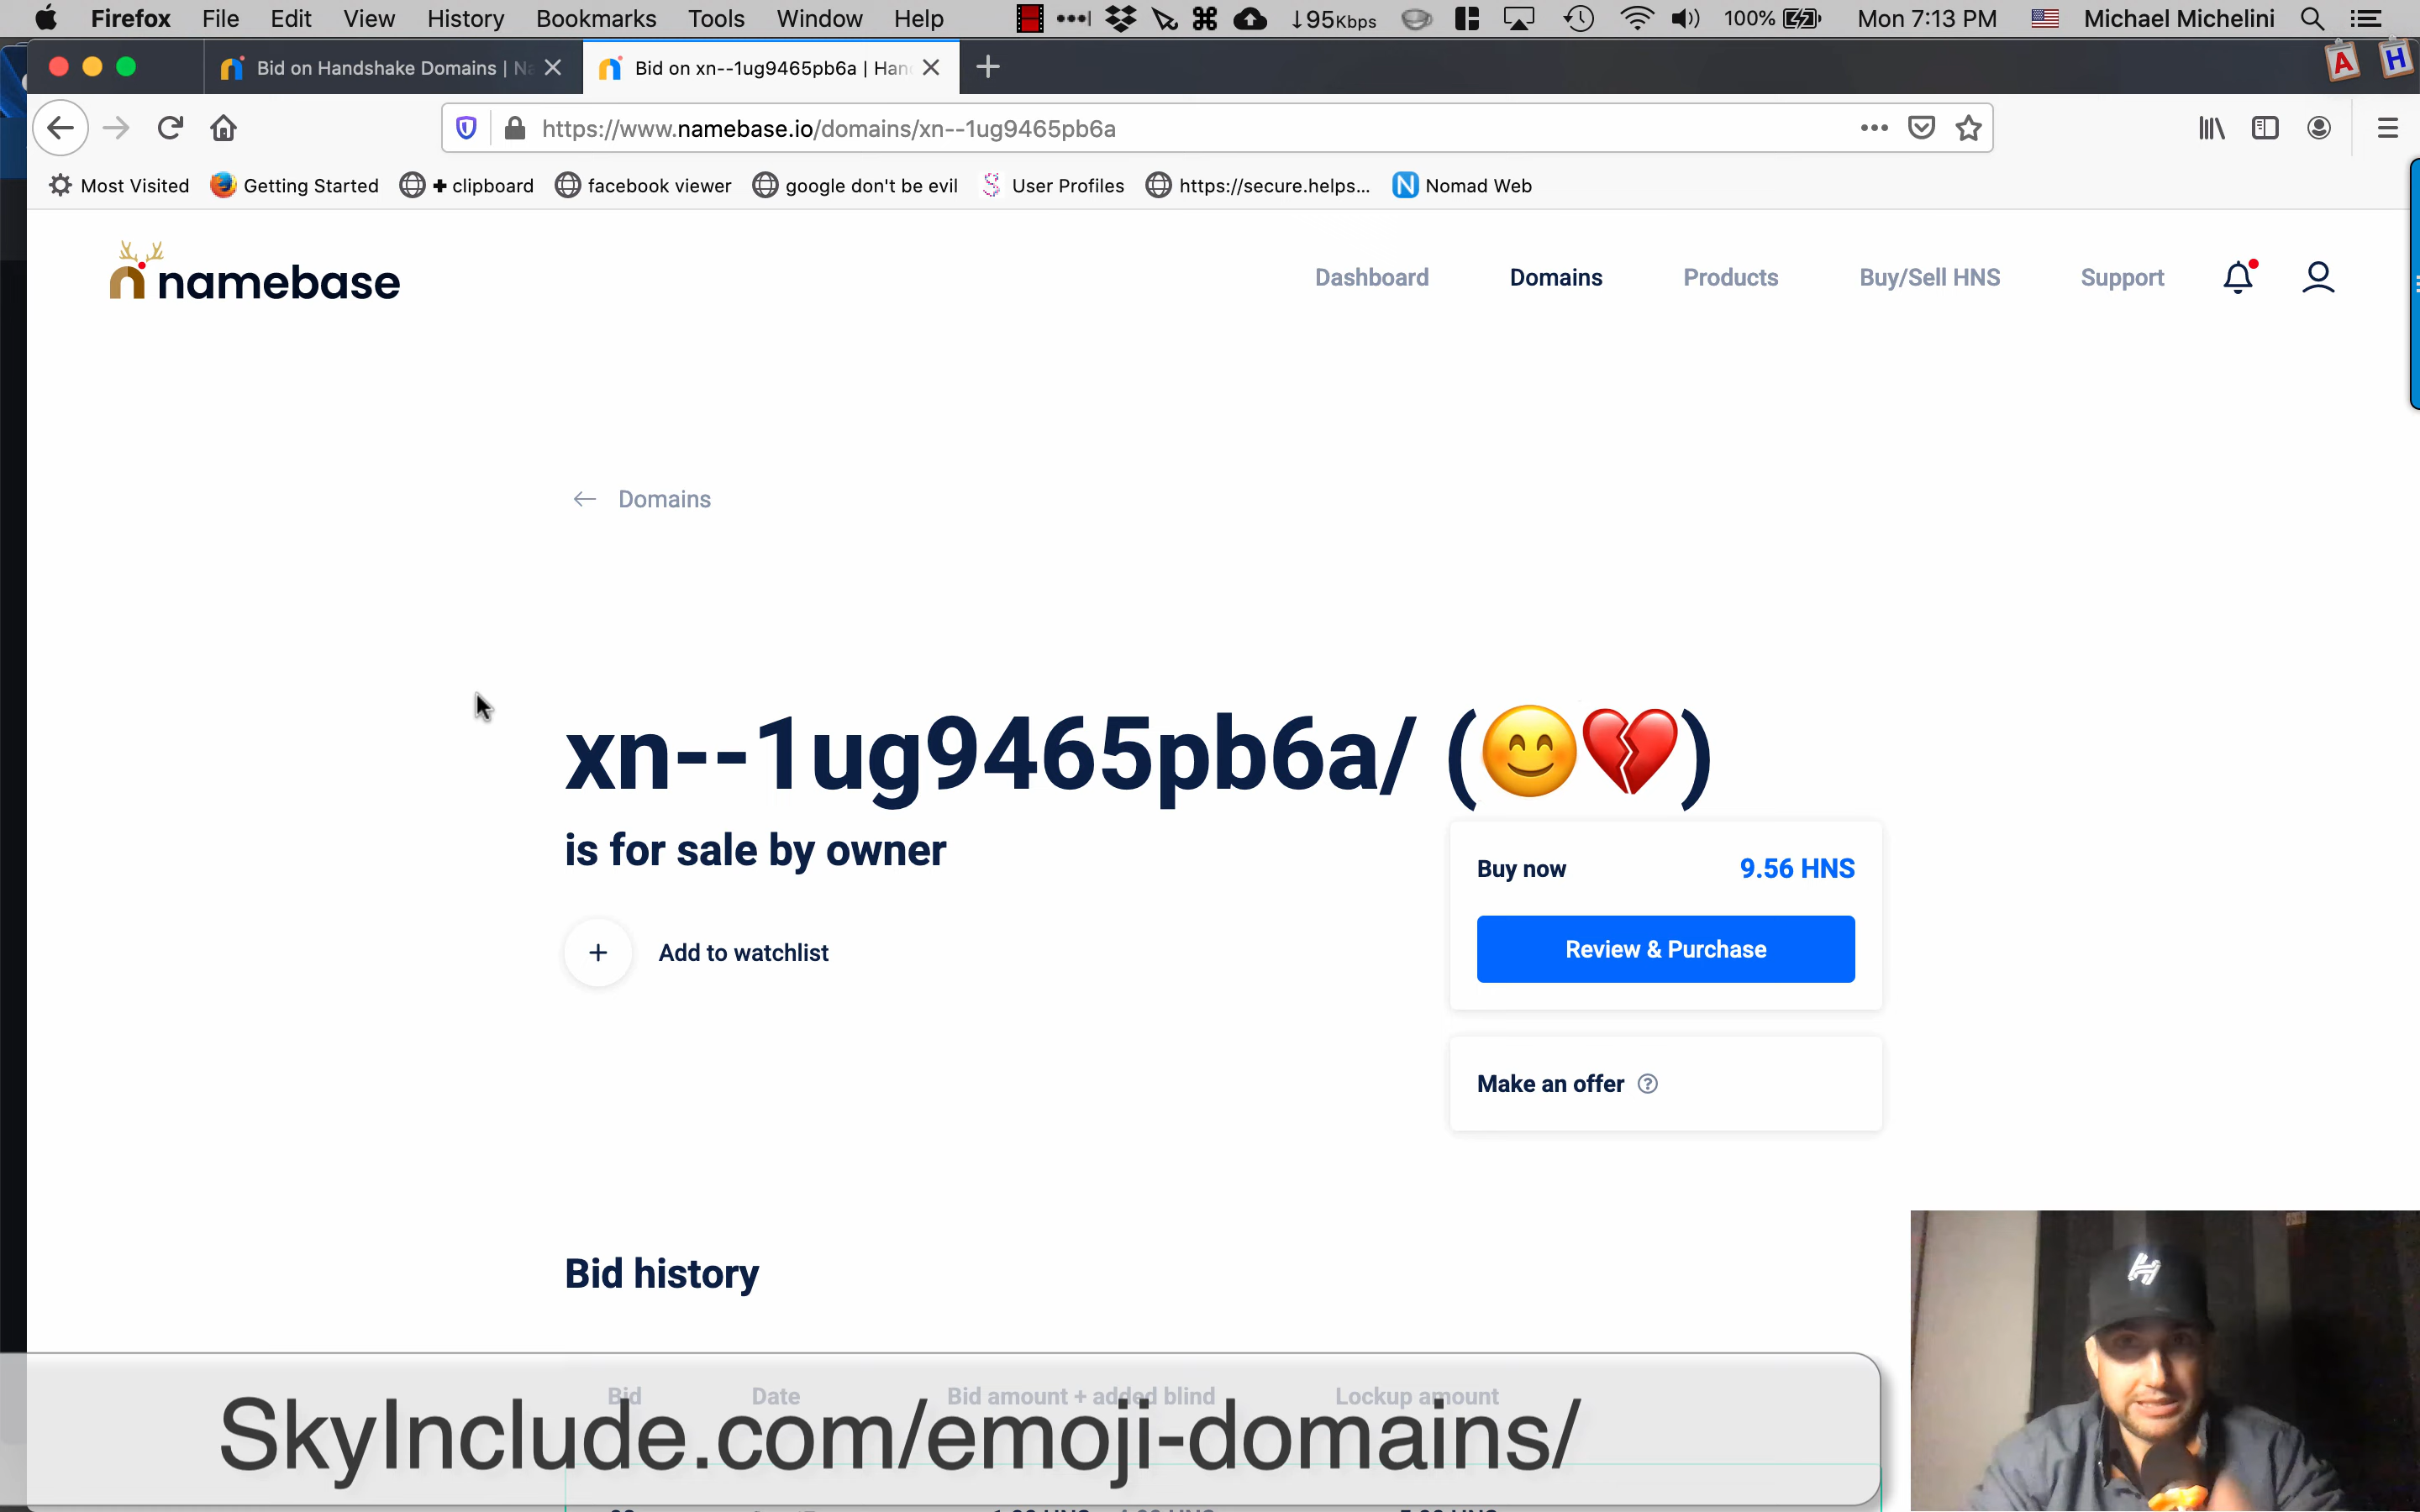 Firefox File Edit View History Bookmarks Tools Window Help ↓95Kbps 100% Mon 7:13 PM Michael Michelini
Bid on Handshake Domains | Na
Bid on xn--1ug9465pb6a | Han
A H
https://www.namebase.io/domains/xn--1ug9465pb6a
Most Visited Getting Started + clipboard facebook viewer google don't be evil User Profiles https://secure.helps... Nomad Web
namebase
Dashboard Domains Products Buy/Sell HNS Support
← Domains
xn--1ug9465pb6a/ (😊💔)
is for sale by owner
Buy now 9.56 HNS
+ Add to watchlist
Review & Purchase
Make an offer ?
Bid history
Bid Date Bid amount + added blind Lockup amount
SkyInclude.com/emoji-domains/